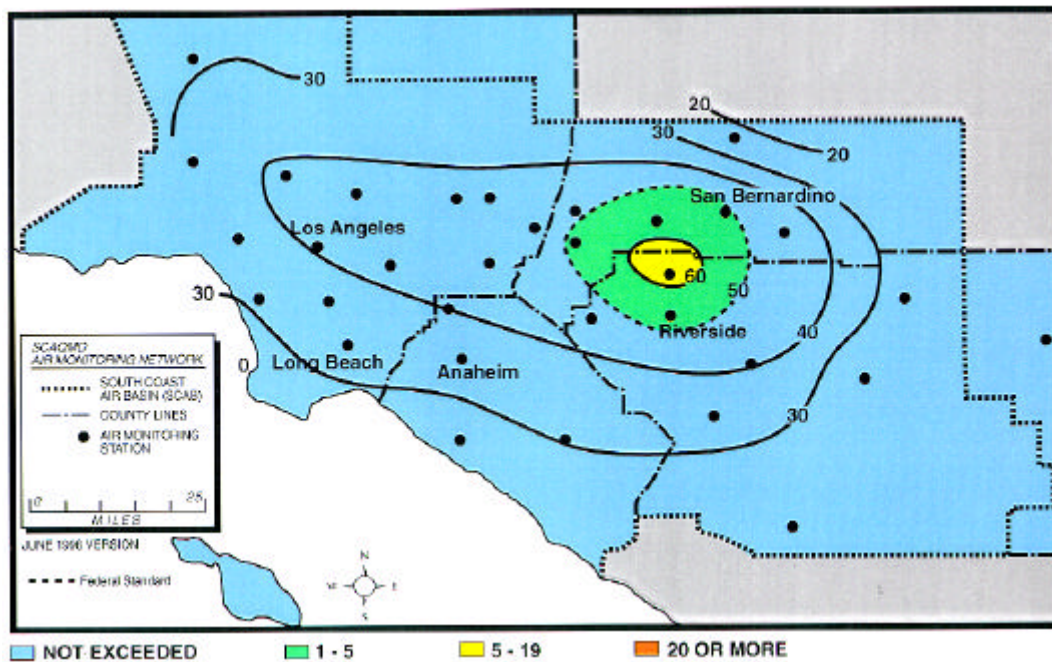 30
20
30
20
San Bernardino
Los Angeles
60
50
30
Riverside
40
0
Long Beach
Anaheim
30
SCAQMD
AIR MONITORING NETWORK
SOUTH COAST
AIR BASIN (SCAB)
COUNTY LINES
AIR MONITORING
STATION
0 25
MILES
JUNE 1996 VERSION
Federal Standard
N
W E
S
NOT EXCEEDED 1 - 5 5 - 19 20 OR MORE